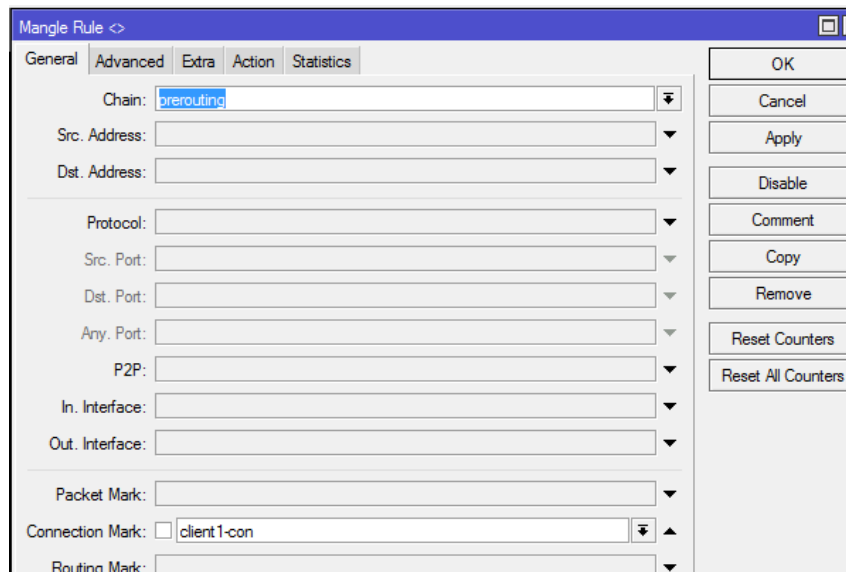 Mangle Rule <>
General Advanced Extra Action Statistics
Chain: prerouting
Src. Address:
Dst. Address:
Protocol:
Src. Port:
Dst. Port:
Any. Port:
P2P:
In. Interface:
Out. Interface:
Packet Mark:
Connection Mark: client1-con
Routing Mark:
OK
Cancel
Apply
Disable
Comment
Copy
Remove
Reset Counters
Reset All Counters